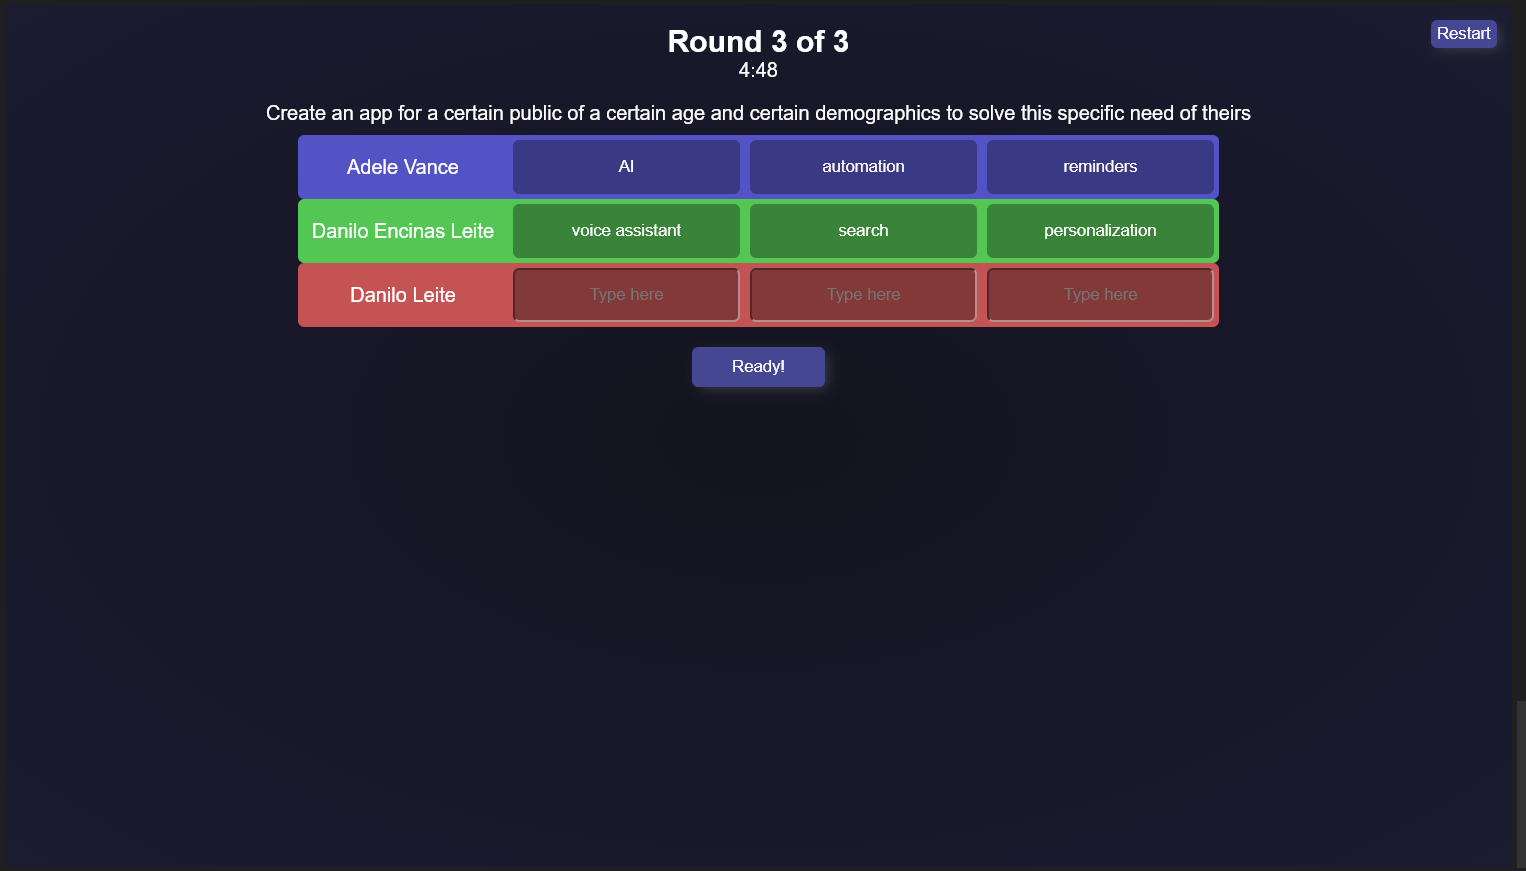 Round 3 of 3
Restart
4:48
Create an app for a certain public of a certain age and certain demographics to solve this specific need of theirs
Adele Vance AI automation reminders
Danilo Encinas Leite voice assistant search personalization
Danilo Leite Type here Type here Type here
Ready!